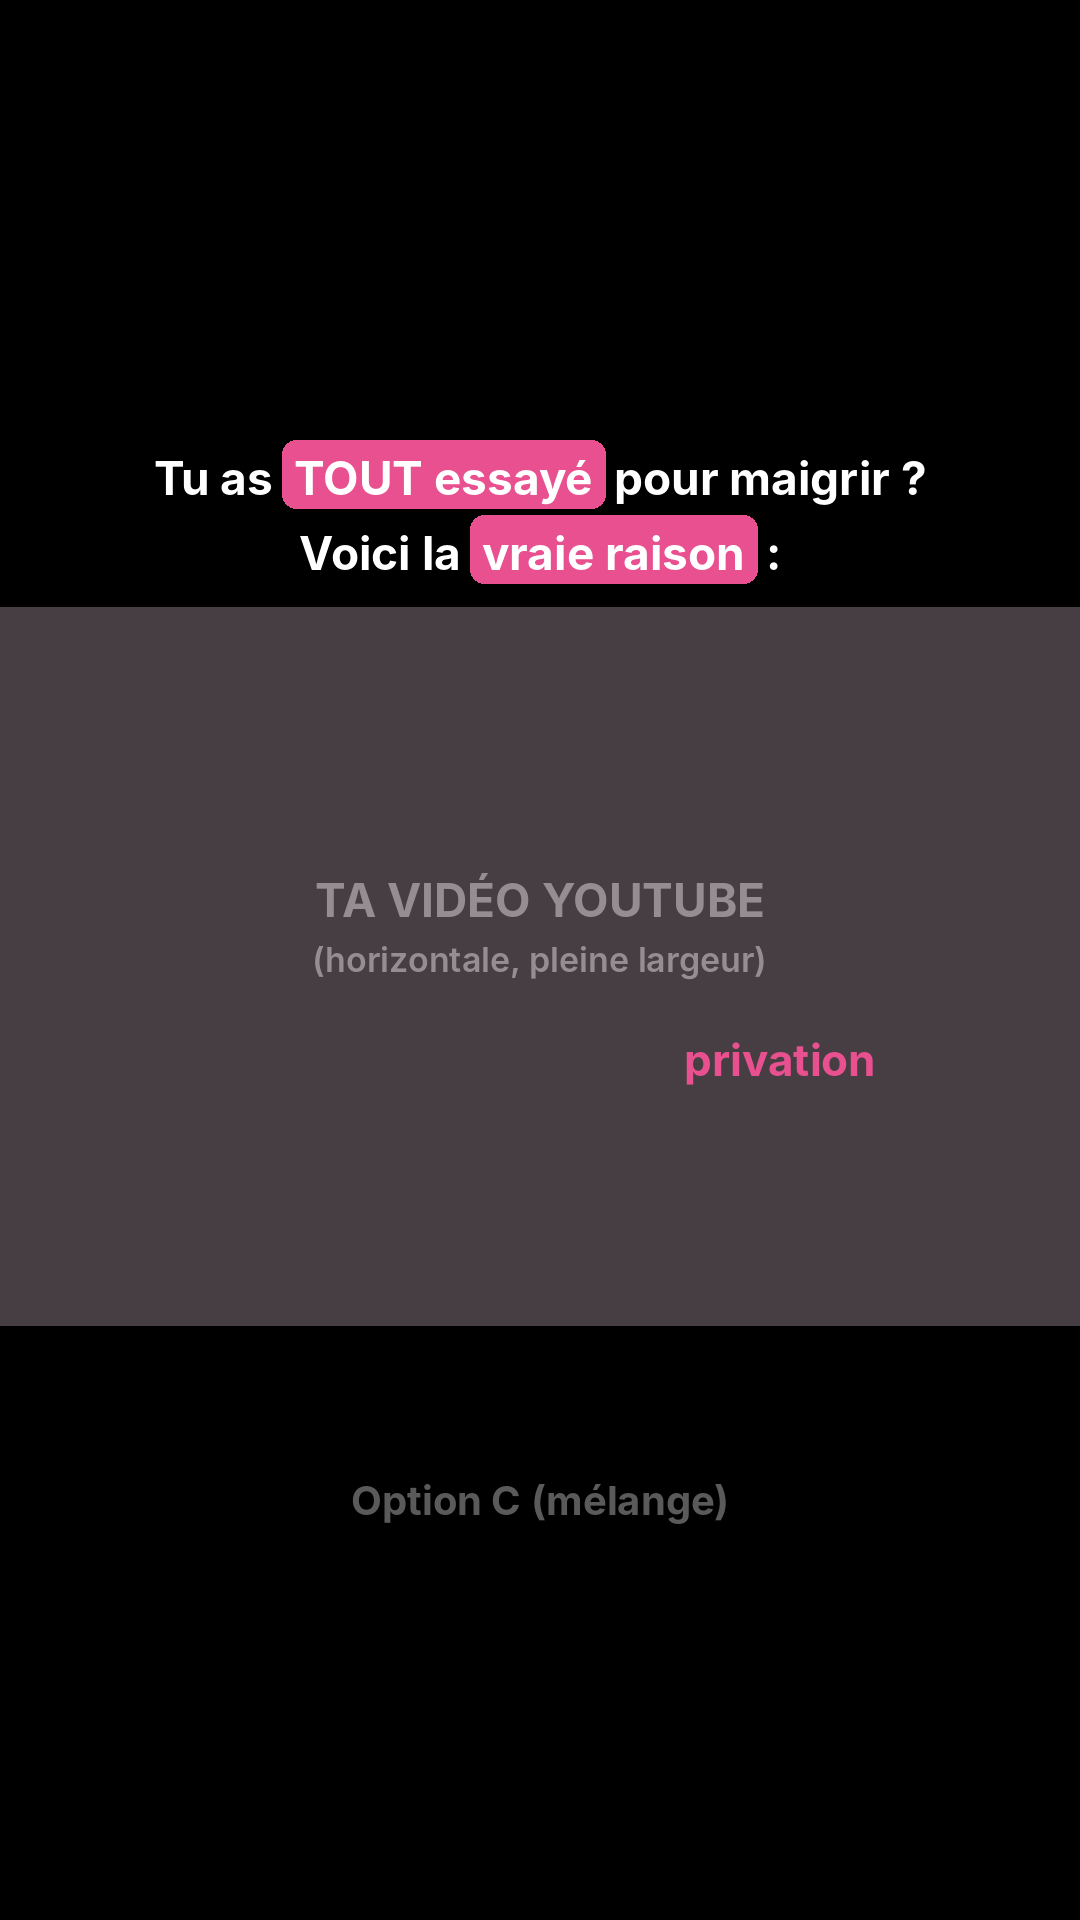 Tu as TOUT essayé pour maigrir ?
Voici la vraie raison :
TA VIDÉO YOUTUBE
(horizontale, pleine largeur)
privation
Option C (mélange)